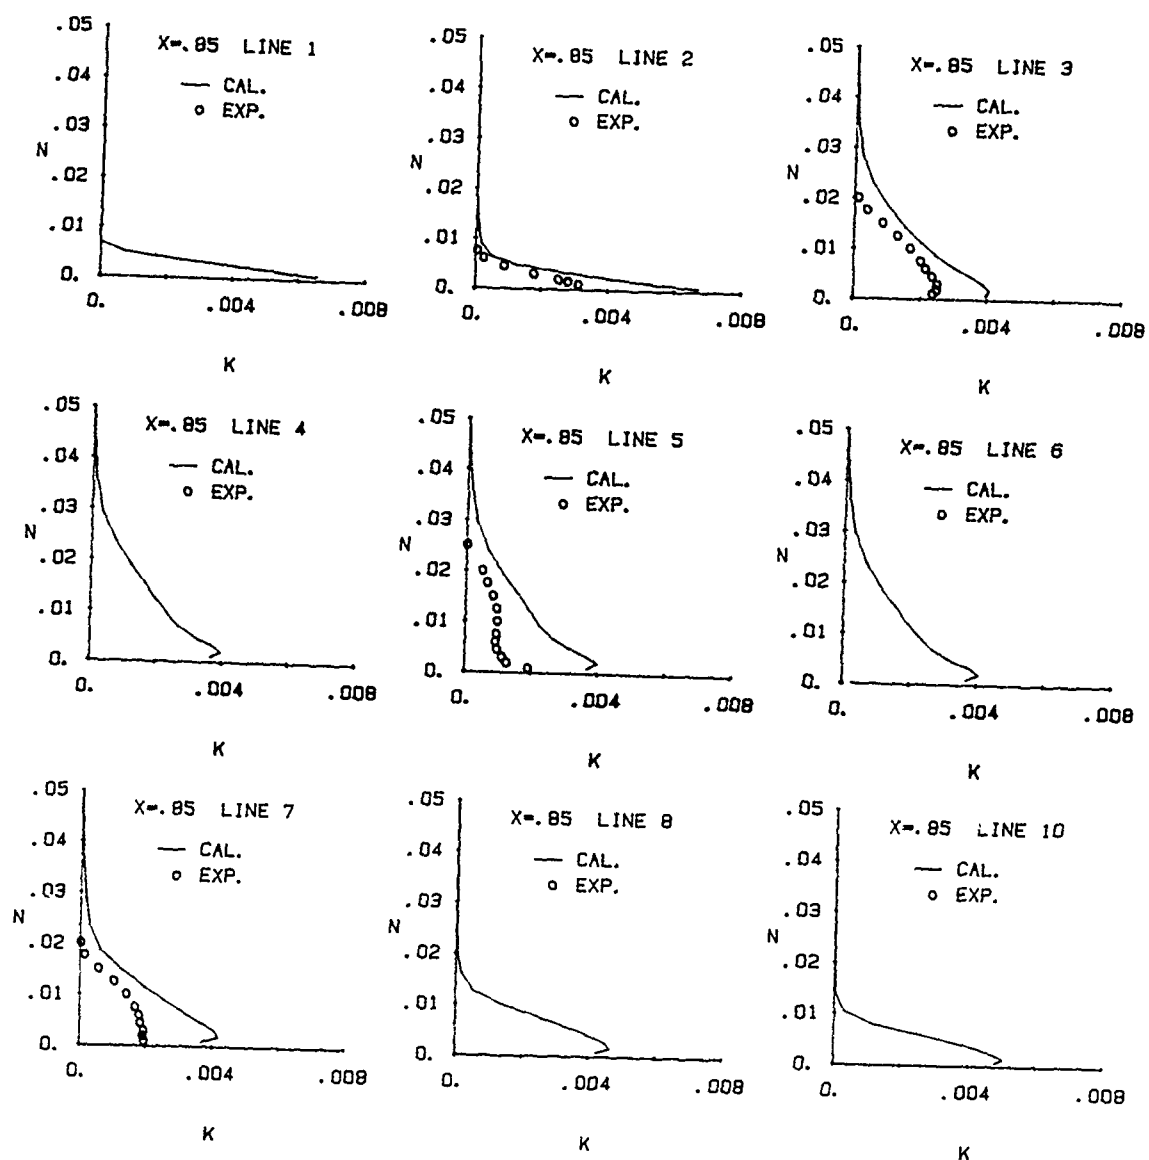 X=.85 LINE 1
— CAL.
o EXP.
.05
.04
.03
N
.02
.01
0.
0. .004 .008
K
X=.85 LINE 2
— CAL.
o EXP.
.05
.04
.03
N
.02
.01
0.
0. .004 .008
K
X=.85 LINE 3
— CAL.
o EXP.
.05
.04
.03
N
.02
.01
0.
0. .004 .008
K
X=.85 LINE 4
— CAL.
o EXP.
.05
.04
.03
N
.02
.01
0.
0. .004 .008
K
X=.85 LINE 5
— CAL.
o EXP.
.05
.04
.03
N
.02
.01
0.
0. .004 .008
K
X=.85 LINE 6
— CAL.
o EXP.
.05
.04
.03
N
.02
.01
0.
0. .004 .008
K
X=.85 LINE 7
— CAL.
o EXP.
.05
.04
.03
N
.02
.01
0.
0. .004 .008
K
X=.85 LINE 8
— CAL.
o EXP.
.05
.04
.03
N
.02
.01
0.
0. .004 .008
K
X=.85 LINE 10
— CAL.
o EXP.
.05
.04
.03
N
.02
.01
0.
0. .004 .008
K